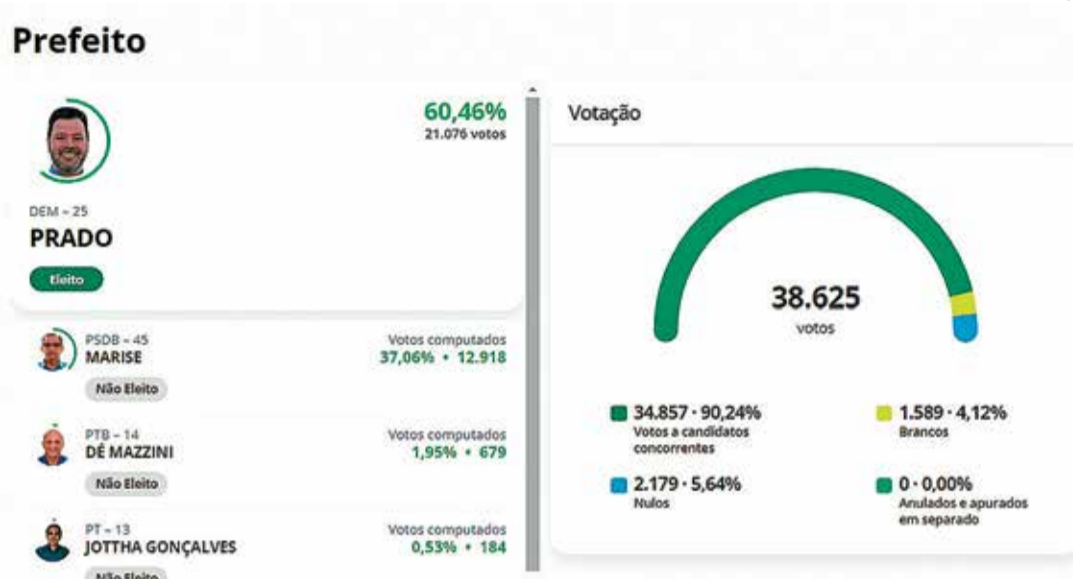 Prefeito
60,46%
21.076 votos
DEM – 25
PRADO
Eleito
PSDB – 45
MARISE
Não Eleito
Votos computados
37,06% • 12.918
PTB – 14
DÉ MAZZINI
Não Eleito
Votos computados
1,95% • 679
PT – 13
JOTTHA GONÇALVES
Não Eleito
Votos computados
0,53% • 184
Votação
38.625
votos
34.857 · 90,24%
Votos a candidatos
concorrentes
1.589 · 4,12%
Brancos
2.179 · 5,64%
Nulos
0 · 0,00%
Anulados e apurados
em separado